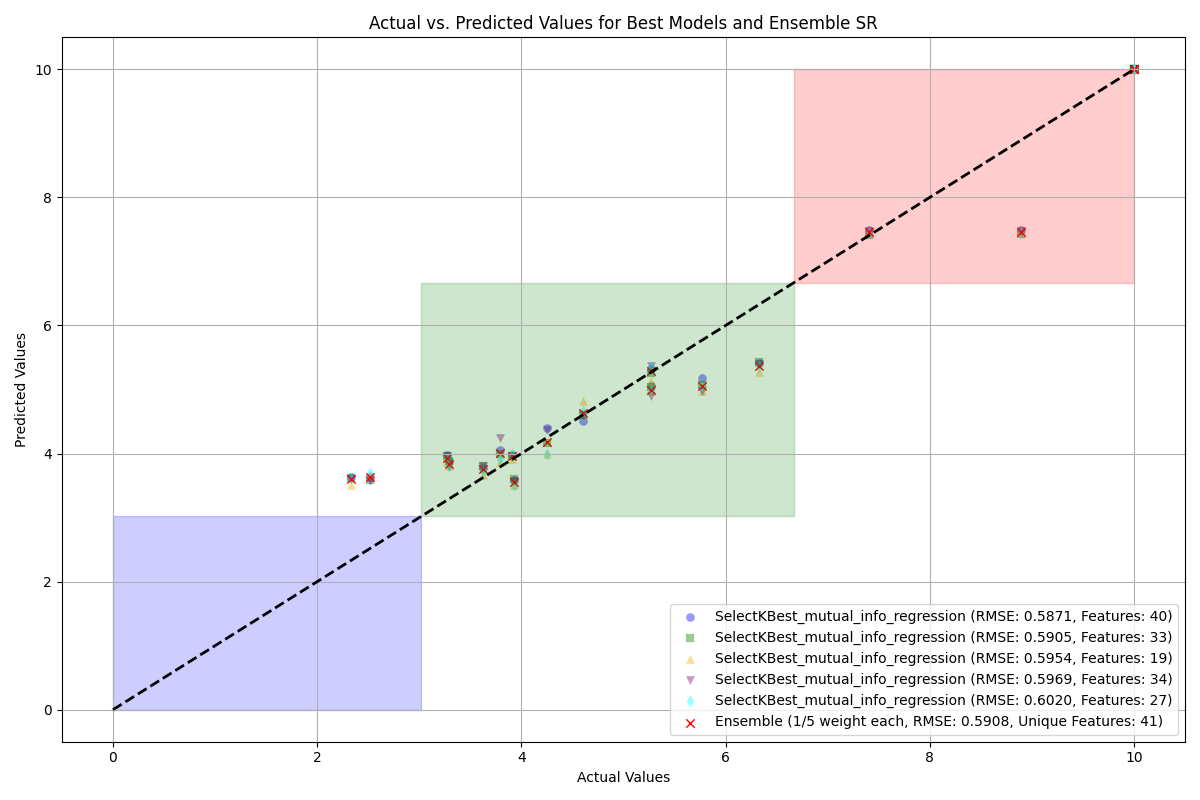 Actual vs. Predicted Values for Best Models and Ensemble SR
Predicted Values
10
8
6
4
2
0
0 2 4 6 8 10
Actual Values
SelectKBest_mutual_info_regression (RMSE: 0.5871, Features: 40)
SelectKBest_mutual_info_regression (RMSE: 0.5905, Features: 33)
SelectKBest_mutual_info_regression (RMSE: 0.5954, Features: 19)
SelectKBest_mutual_info_regression (RMSE: 0.5969, Features: 34)
SelectKBest_mutual_info_regression (RMSE: 0.6020, Features: 27)
Ensemble (1/5 weight each, RMSE: 0.5908, Unique Features: 41)